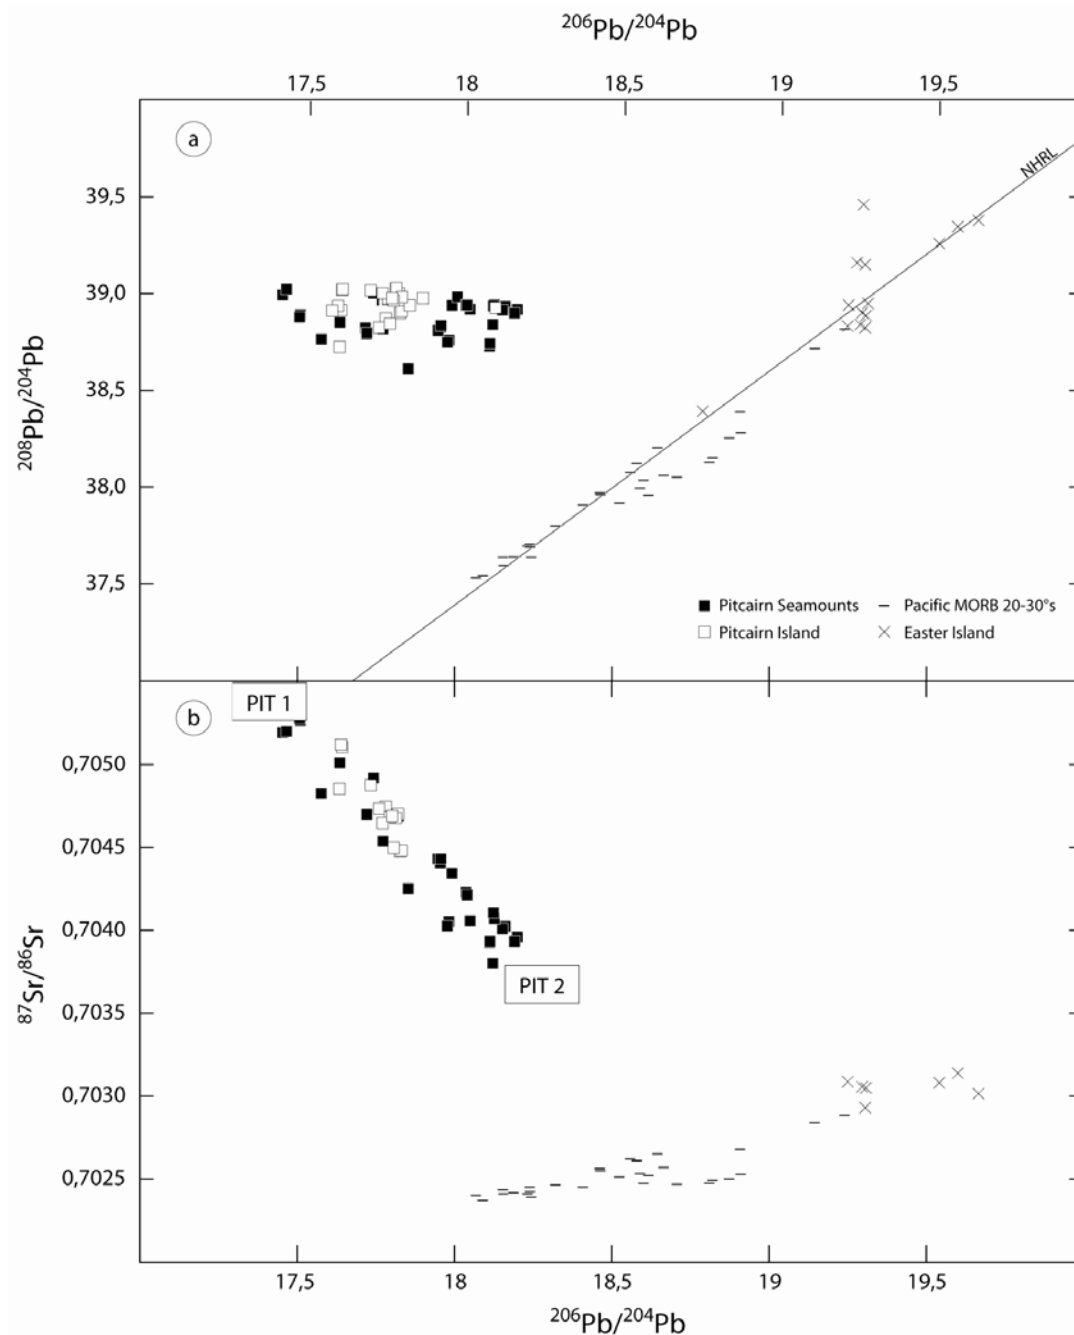 ²⁰⁶Pb/²⁰⁴Pb
17,5 18 18,5 19 19,5
a
NHRL
39,5
39,0
38,5
38,0
37,5
²⁰⁸Pb/²⁰⁴Pb
Pitcairn Seamounts Pacific MORB 20-30°s
Pitcairn Island Easter Island
PIT 1
b
0,7050
0,7045
0,7040
0,7035
0,7030
0,7025
⁸⁷Sr/⁸⁶Sr
PIT 2
17,5 18 18,5 19 19,5
²⁰⁶Pb/²⁰⁴Pb